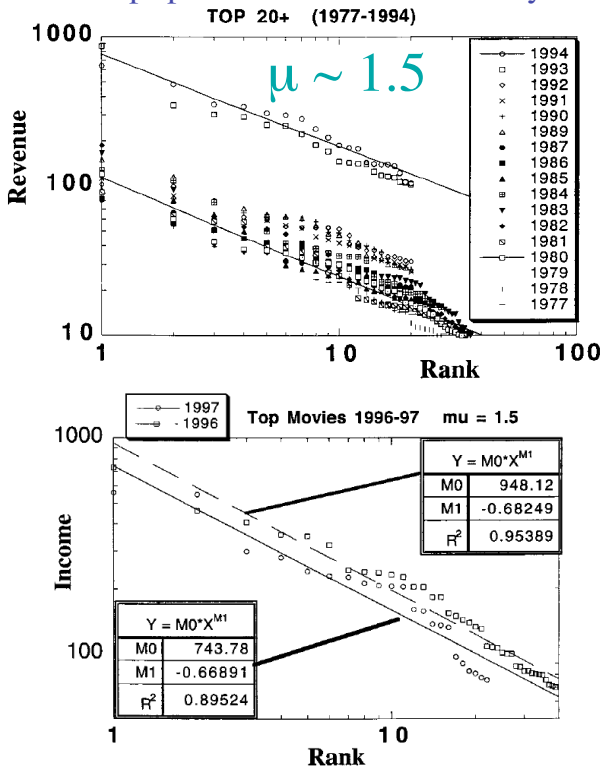 TOP 20+ (1977-1994)
μ ~ 1.5
Revenue
1000
100
10
1
10
100
Rank
1994
1993
1992
1991
1990
1989
1987
1986
1985
1984
1983
1982
1981
1980
1979
1978
1977
1997
1996
Top Movies 1996-97 mu = 1.5
Income
1000
100
Y = M0*X^M1
M0 948.12
M1 -0.68249
R² 0.95389
Y = M0*X^M1
M0 743.78
M1 -0.66891
R² 0.89524
1
10
Rank